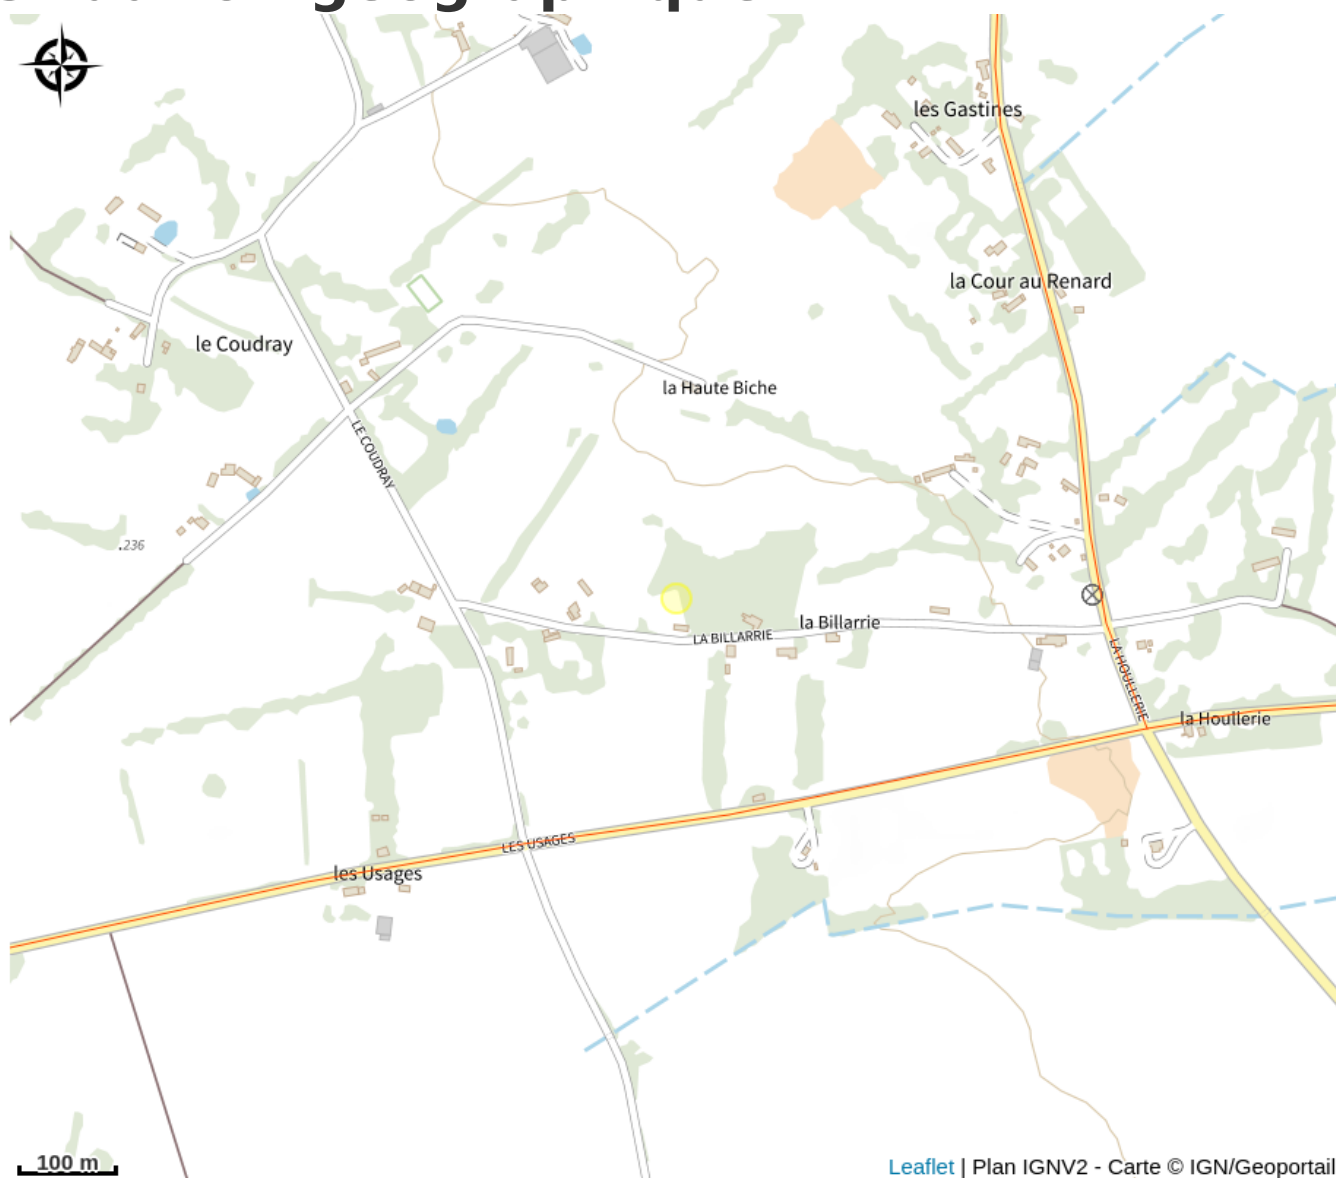 les Gastines
la Cour au Renard
le Coudray
la Haute Biche
LE COUDRAY
.236
la Billarrie
LA BILLARRIE
LA HOULLERIE
la Houllerie
LES USAGES
les Usages
100 m
Leaflet | Plan IGNV2 - Carte © IGN/Geoportail